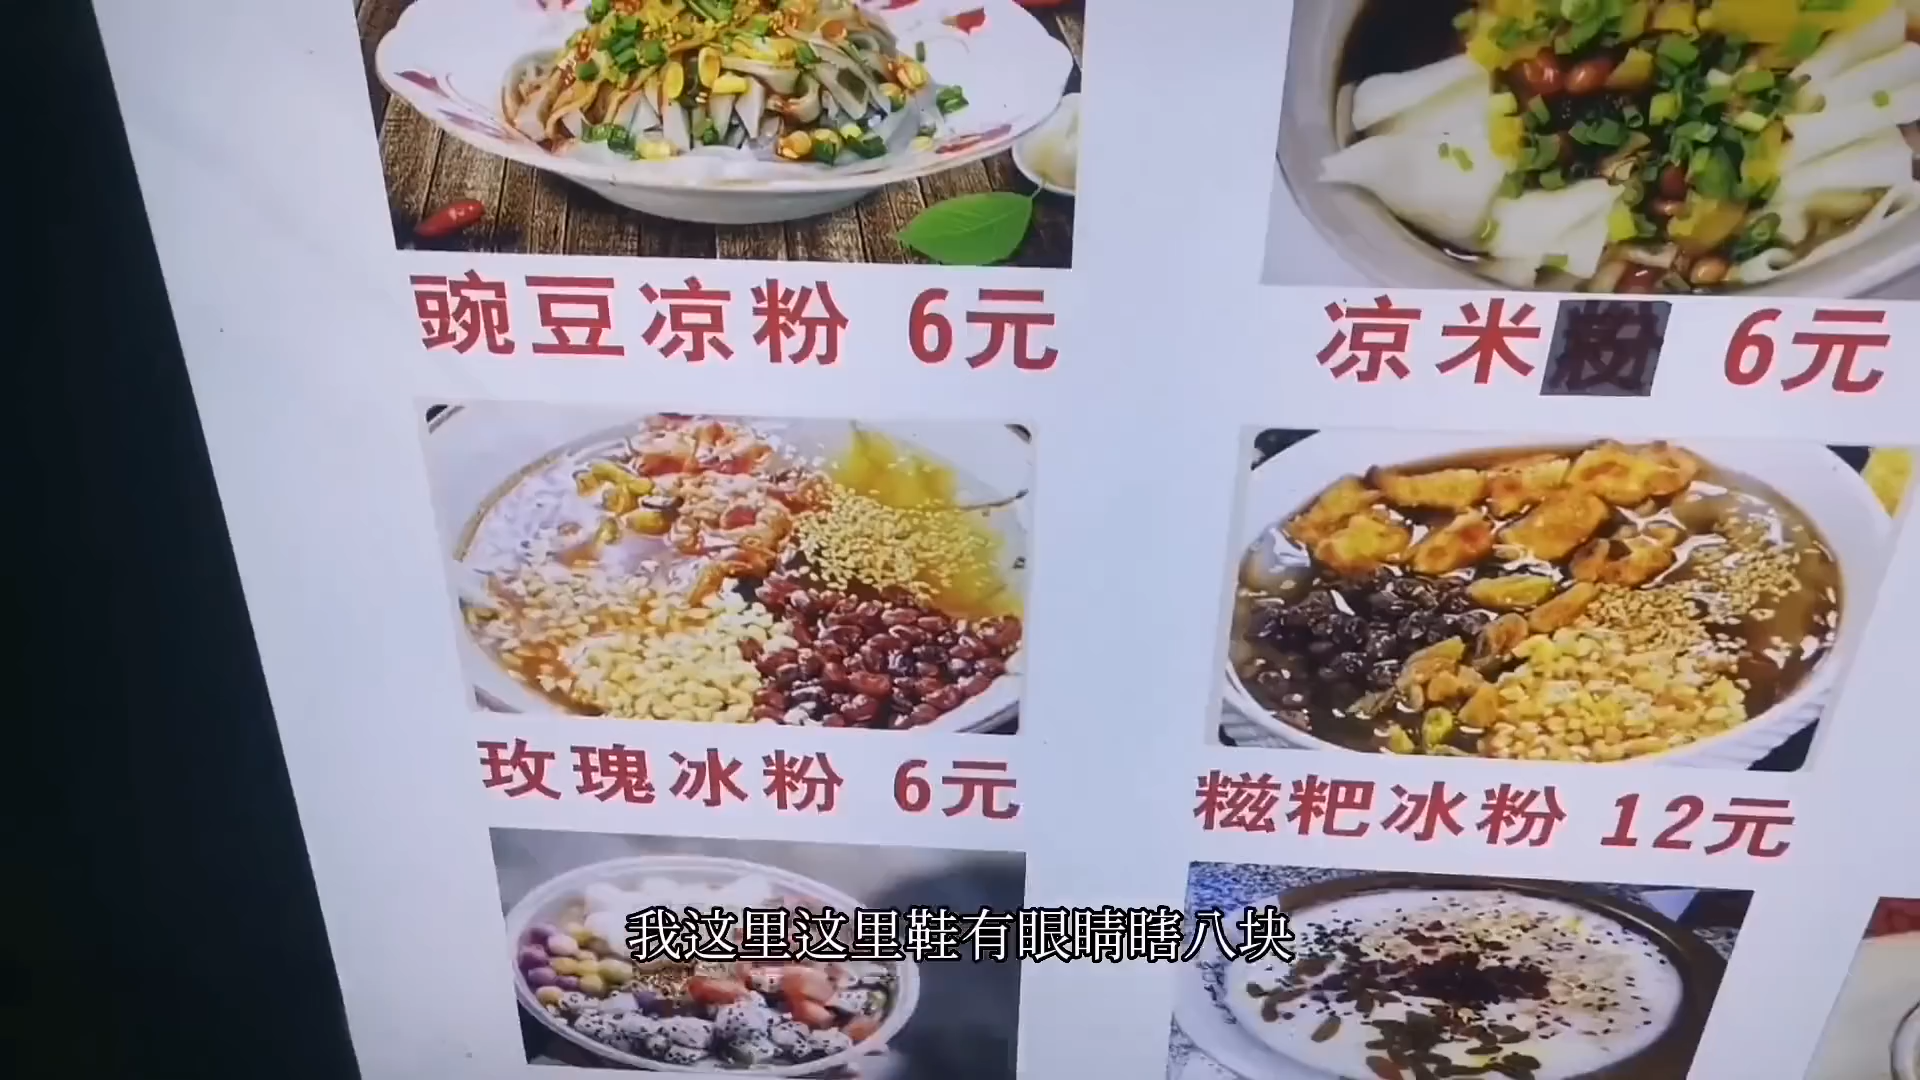 豌豆凉粉 6元
凉米 6元
玫瑰冰粉 6元
糍粑冰粉 12元
我这里这里鞋有眼睛瞎八块